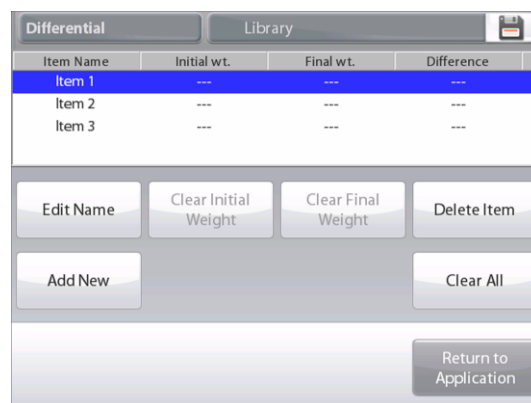 Differential Library
Item Name Initial wt. Final wt. Difference
Item 1 --- --- ---
Item 2 --- --- ---
Item 3 --- --- ---
Edit Name Clear Initial Weight Clear Final Weight Delete Item
Add New Clear All
Return to
Application